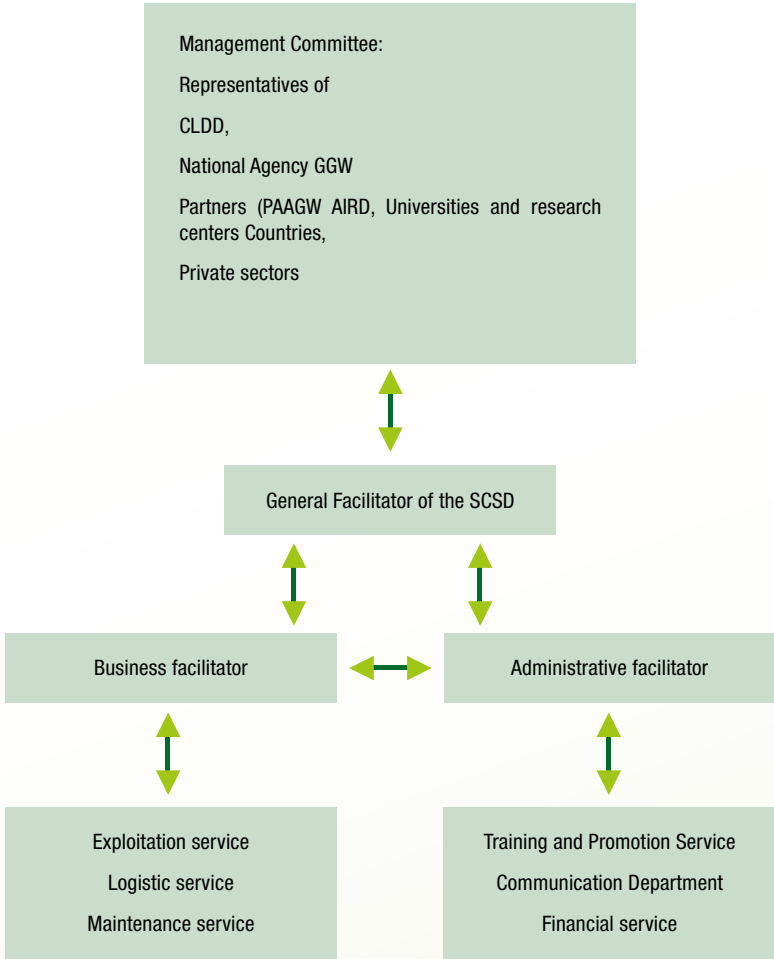 Management Committee:
Representatives of
CLDD,
National Agency GGW
Partners (PAAGW AIRD, Universities and research
centers Countries,
Private sectors
General Facilitator of the SCSD
Business facilitator
Administrative facilitator
Exploitation service
Logistic service
Maintenance service
Training and Promotion Service
Communication Department
Financial service